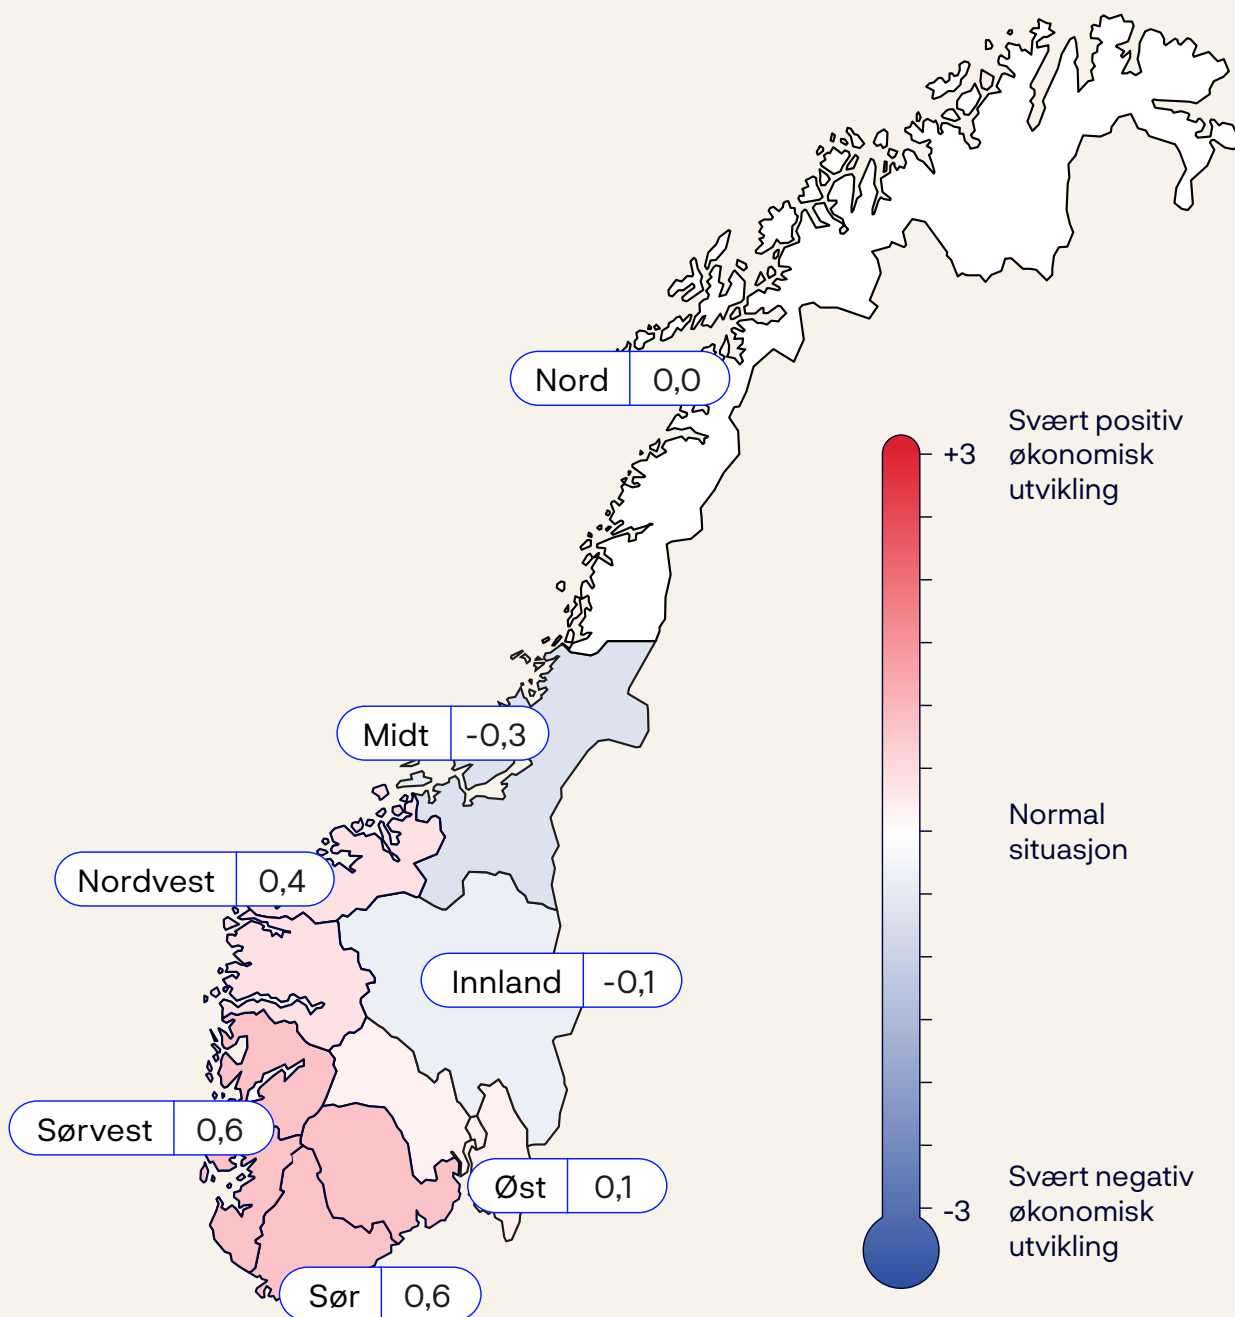 Nord 0,0
Svært positiv
+3 økonomisk
utvikling
Midt -0,3
Normal
situasjon
Nordvest 0,4
Innland -0,1
Sørvest 0,6
Øst 0,1
Svært negativ
-3 økonomisk
utvikling
Sør 0,6